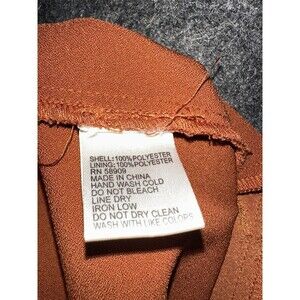 SHELL:100%POLYESTER
LINING:100%POLYESTER
RN 58909
MADE IN CHINA
HAND WASH COLD
DO NOT BLEACH
LINE DRY
IRON LOW
DO NOT DRY CLEAN
WASH WITH LIKE COLORS